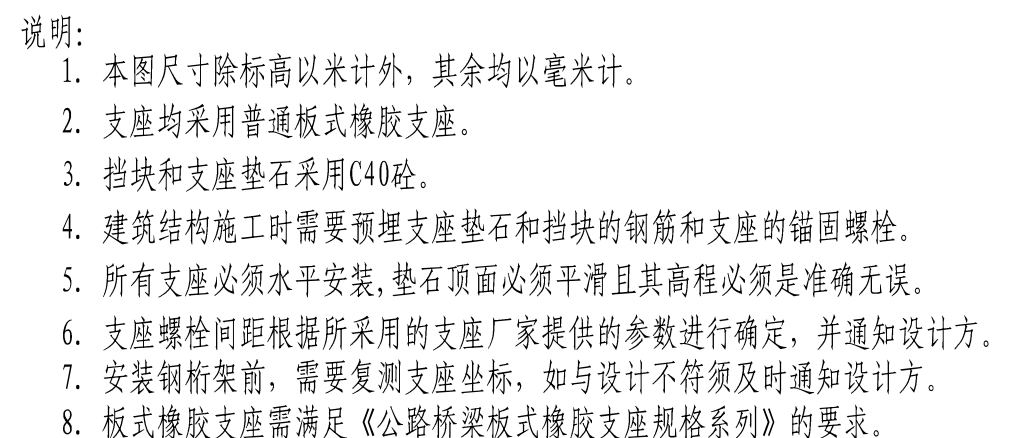 说明:
1. 本图尺寸除标高以米计外，其余均以毫米计。
2. 支座均采用普通板式橡胶支座。
3. 挡块和支座垫石采用C40砼。
4. 建筑结构施工时需要预埋支座垫石和挡块的钢筋和支座的锚固螺栓。
5. 所有支座必须水平安装,垫石顶面必须平滑且其高程必须是准确无误。
6. 支座螺栓间距根据所采用的支座厂家提供的参数进行确定，并通知设计方。
7. 安装钢桁架前，需要复测支座坐标，如与设计不符须及时通知设计方。
8. 板式橡胶支座需满足《公路桥梁板式橡胶支座规格系列》的要求。